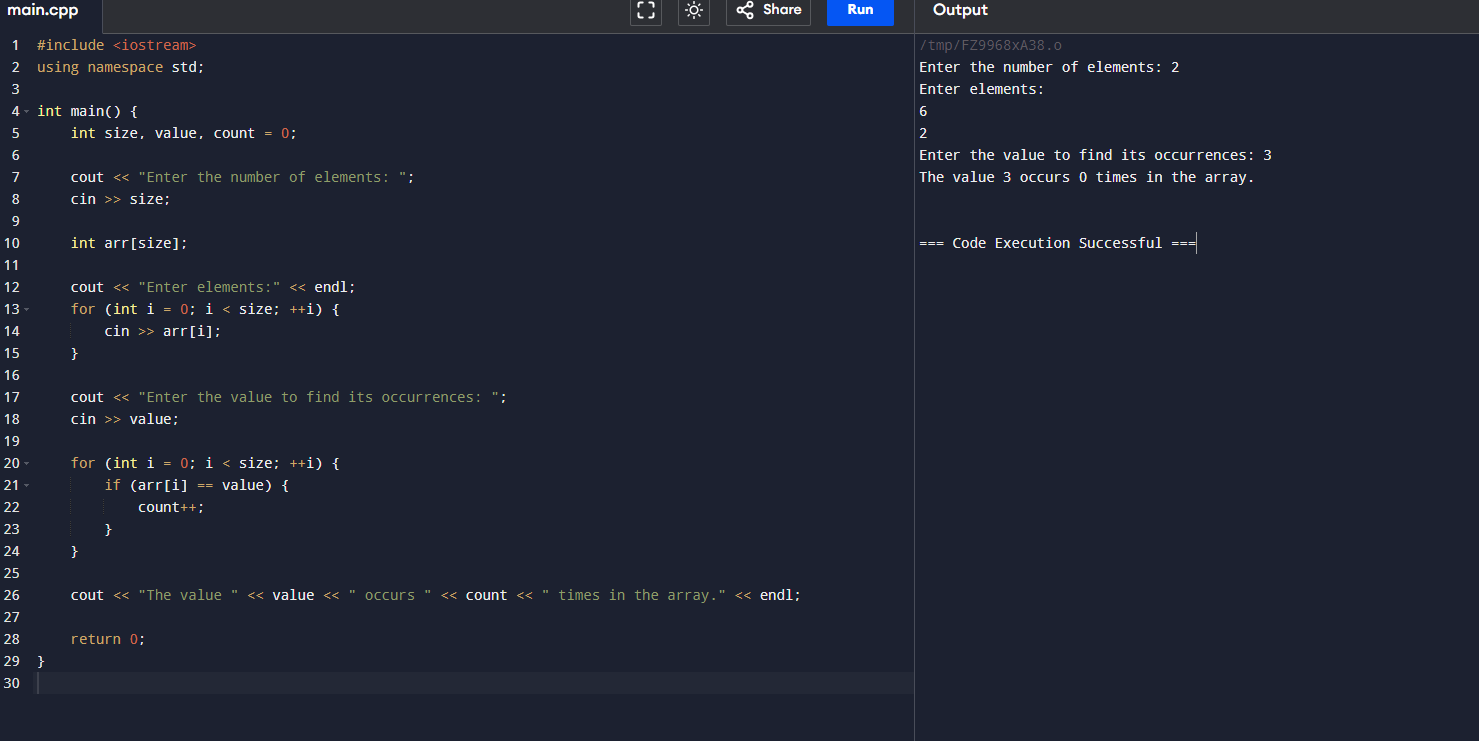 main.cpp
Share
Run
Output
1 #include <iostream>
2 using namespace std;
3
4 int main() {
5     int size, value, count = 0;
6
7     cout << "Enter the number of elements: ";
8     cin >> size;
9
10     int arr[size];
11
12     cout << "Enter elements:" << endl;
13     for (int i = 0; i < size; ++i) {
14         cin >> arr[i];
15     }
16
17     cout << "Enter the value to find its occurrences: ";
18     cin >> value;
19
20     for (int i = 0; i < size; ++i) {
21         if (arr[i] == value) {
22             count++;
23         }
24     }
25
26     cout << "The value " << value << " occurs " << count << " times in the array." << endl;
27
28     return 0;
29 }
30
/tmp/FZ9968xA38.o
Enter the number of elements: 2
Enter elements:
6
2
Enter the value to find its occurrences: 3
The value 3 occurs 0 times in the array.
=== Code Execution Successful ===